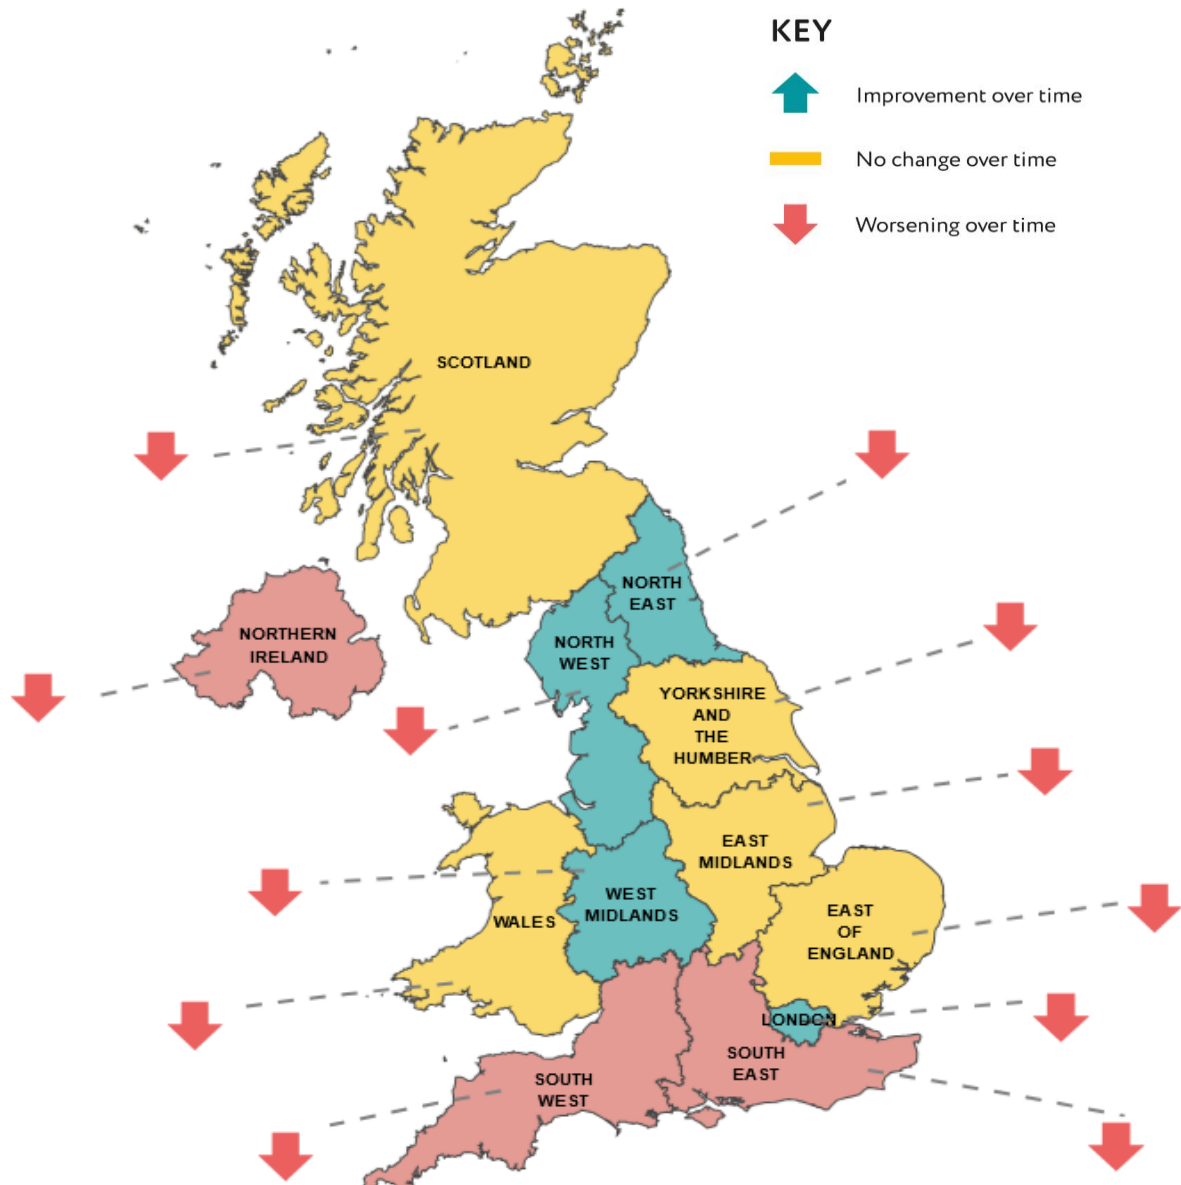 KEY
Improvement over time
No change over time
Worsening over time
SCOTLAND
NORTH
EAST
NORTHERN
IRELAND
NORTH
WEST
YORKSHIRE
AND
THE
HUMBER
EAST
MIDLANDS
WEST
MIDLANDS
WALES
EAST
OF
ENGLAND
LONDON
SOUTH
EAST
SOUTH
WEST